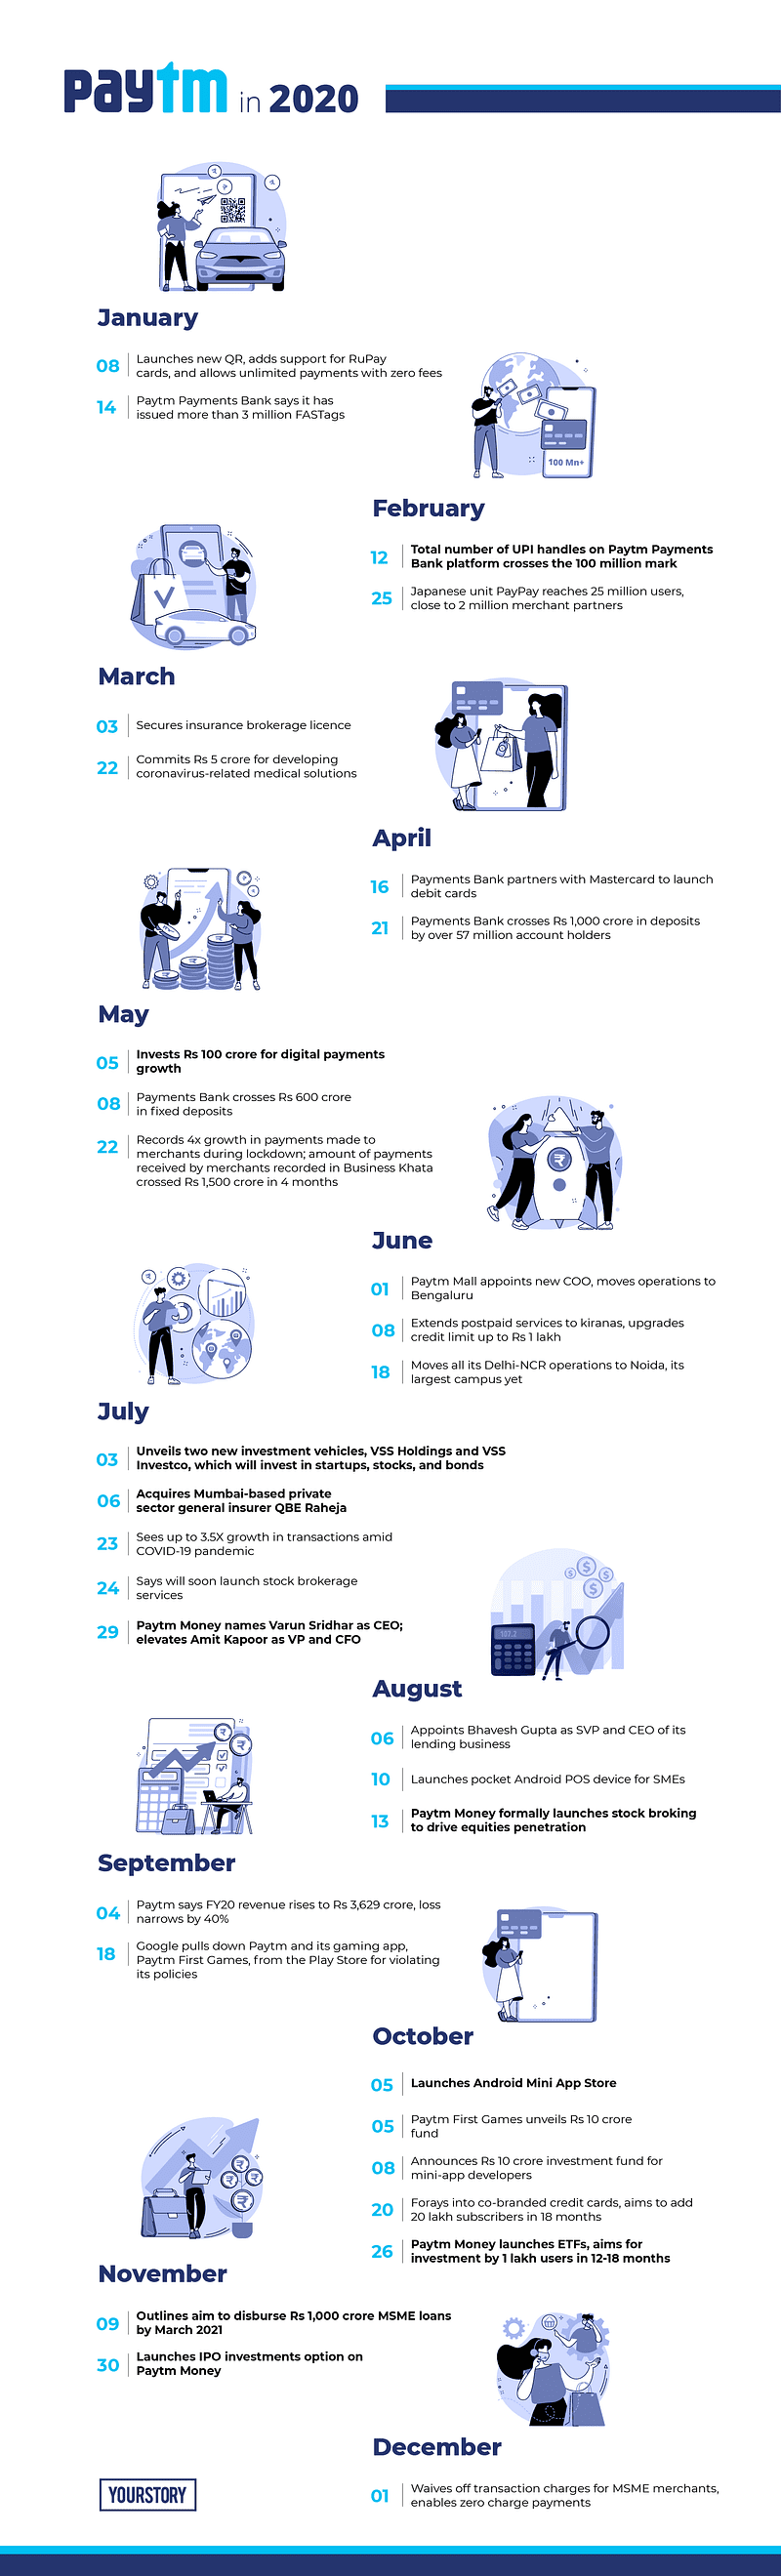 paytm in 2020
January
08
Launches new QR, adds support for RuPay
cards, and allows unlimited payments with zero fees
14
Paytm Payments Bank says it has
issued more than 3 million FASTags
100 Mn+
February
12
Total number of UPI handles on Paytm Payments
Bank platform crosses the 100 million mark
25
Japanese unit PayPay reaches 25 million users,
close to 2 million merchant partners
March
03
Secures insurance brokerage licence
22
Commits Rs 5 crore for developing
coronavirus-related medical solutions
April
16
Payments Bank partners with Mastercard to launch
debit cards
21
Payments Bank crosses Rs 1,000 crore in deposits
by over 57 million account holders
May
05
Invests Rs 100 crore for digital payments
growth
08
Payments Bank crosses Rs 600 crore
in fixed deposits
22
Records 4x growth in payments made to
merchants during lockdown; amount of payments
received by merchants recorded in Business Khata
crossed Rs 1,500 crore in 4 months
June
01
Paytm Mall appoints new COO, moves operations to
Bengaluru
08
Extends postpaid services to kiranas, upgrades
credit limit up to Rs 1 lakh
18
Moves all its Delhi-NCR operations to Noida, its
largest campus yet
July
03
Unveils two new investment vehicles, VSS Holdings and VSS
Investco, which will invest in startups, stocks, and bonds
06
Acquires Mumbai-based private
sector general insurer QBE Raheja
23
Sees up to 3.5X growth in transactions amid
COVID-19 pandemic
24
Says will soon launch stock brokerage
services
29
Paytm Money names Varun Sridhar as CEO;
elevates Amit Kapoor as VP and CFO
107.2
August
06
Appoints Bhavesh Gupta as SVP and CEO of its
lending business
10
Launches pocket Android POS device for SMEs
13
Paytm Money formally launches stock broking
to drive equities penetration
September
04
Paytm says FY20 revenue rises to Rs 3,629 crore, loss
narrows by 40%
18
Google pulls down Paytm and its gaming app,
Paytm First Games, from the Play Store for violating
its policies
October
05
Launches Android Mini App Store
05
Paytm First Games unveils Rs 10 crore
fund
08
Announces Rs 10 crore investment fund for
mini-app developers
20
Forays into co-branded credit cards, aims to add
20 lakh subscribers in 18 months
26
Paytm Money launches ETFs, aims for
investment by 1 lakh users in 12-18 months
November
09
Outlines aim to disburse Rs 1,000 crore MSME loans
by March 2021
30
Launches IPO investments option on
Paytm Money
December
01
Waives off transaction charges for MSME merchants,
enables zero charge payments
YOURSTORY